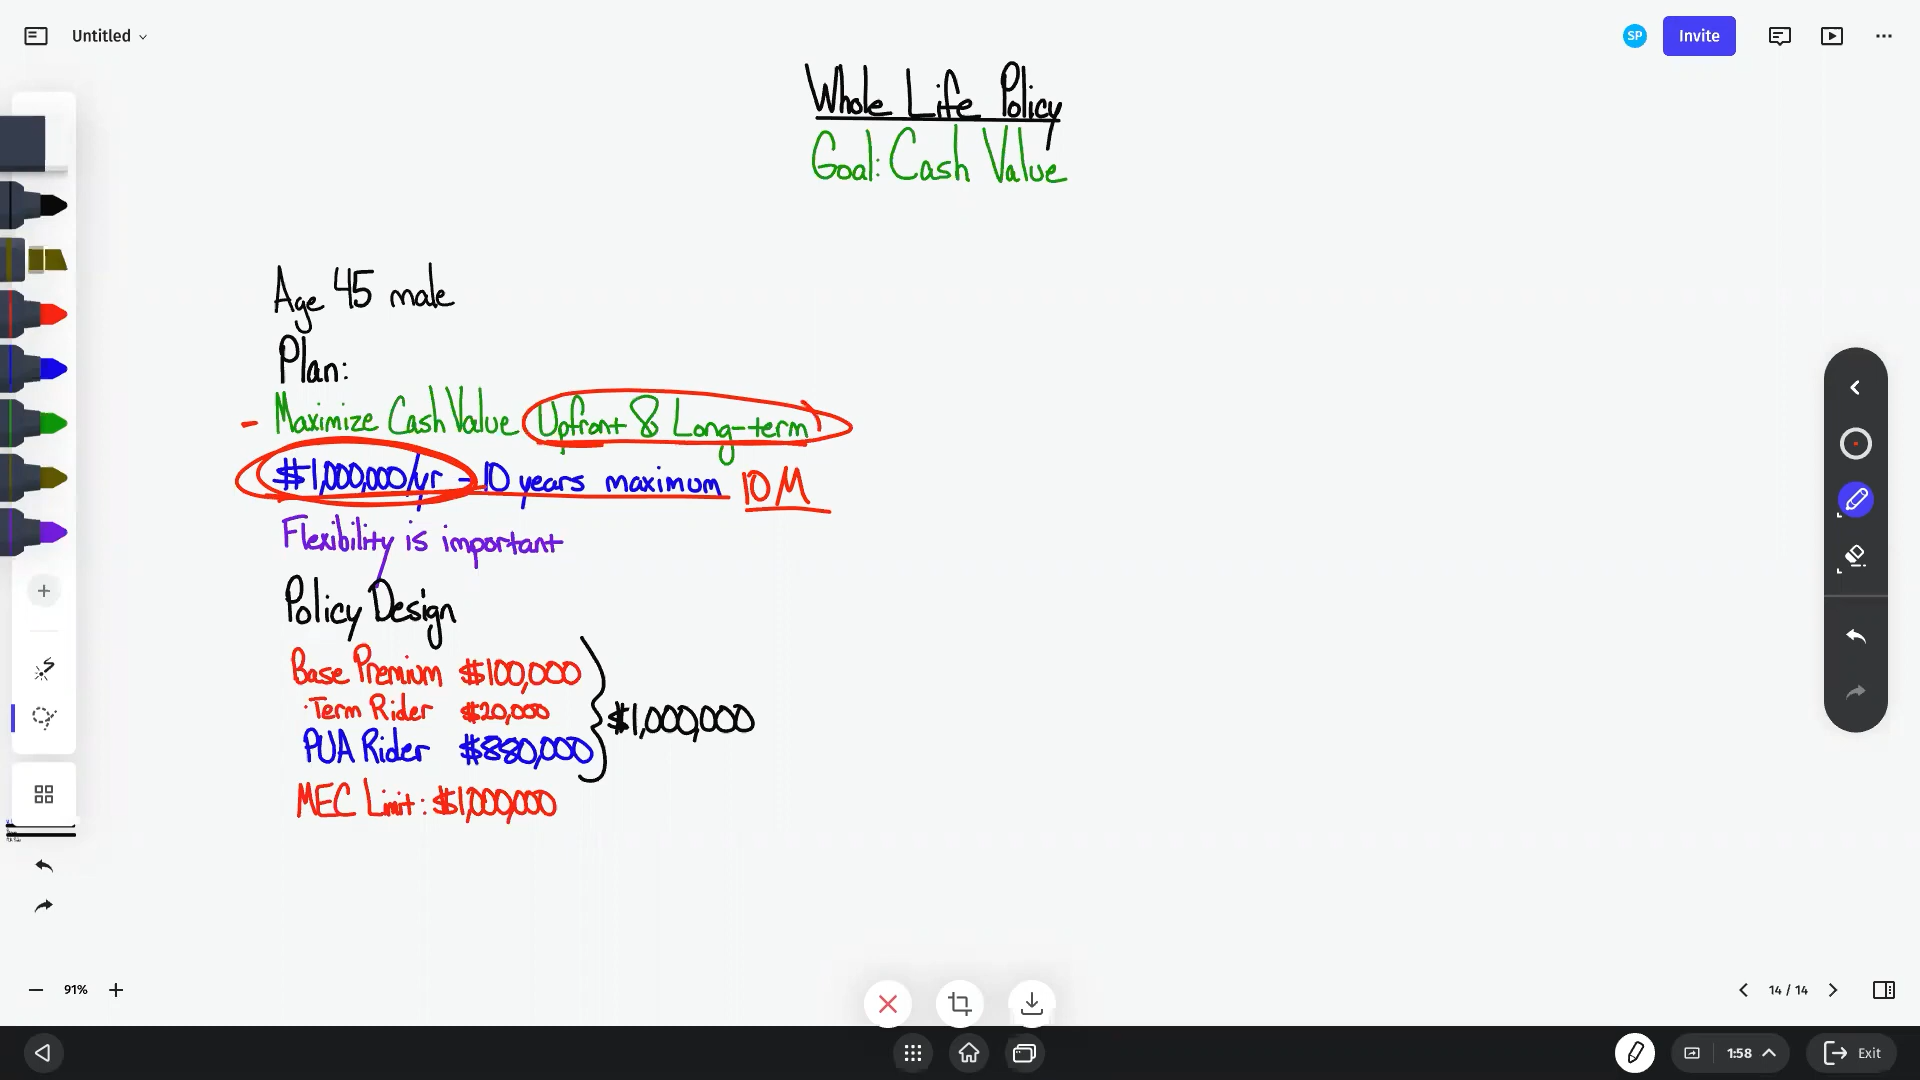 Untitled
SP
Invite
Whole Life Policy
Goal: Cash Value
Age 45 male
Plan:
- Maximize Cash Value Upfront & Long-term
$1,000,000/yr - 10 years maximum 10 M
Flexibility is important
Policy Design
Base Premium $100,000
· Term Rider $20,000
PUA Rider $880,000
$1,000,000
MEC Limit: $1,000,000
91%
14 / 14
1:58
Exit